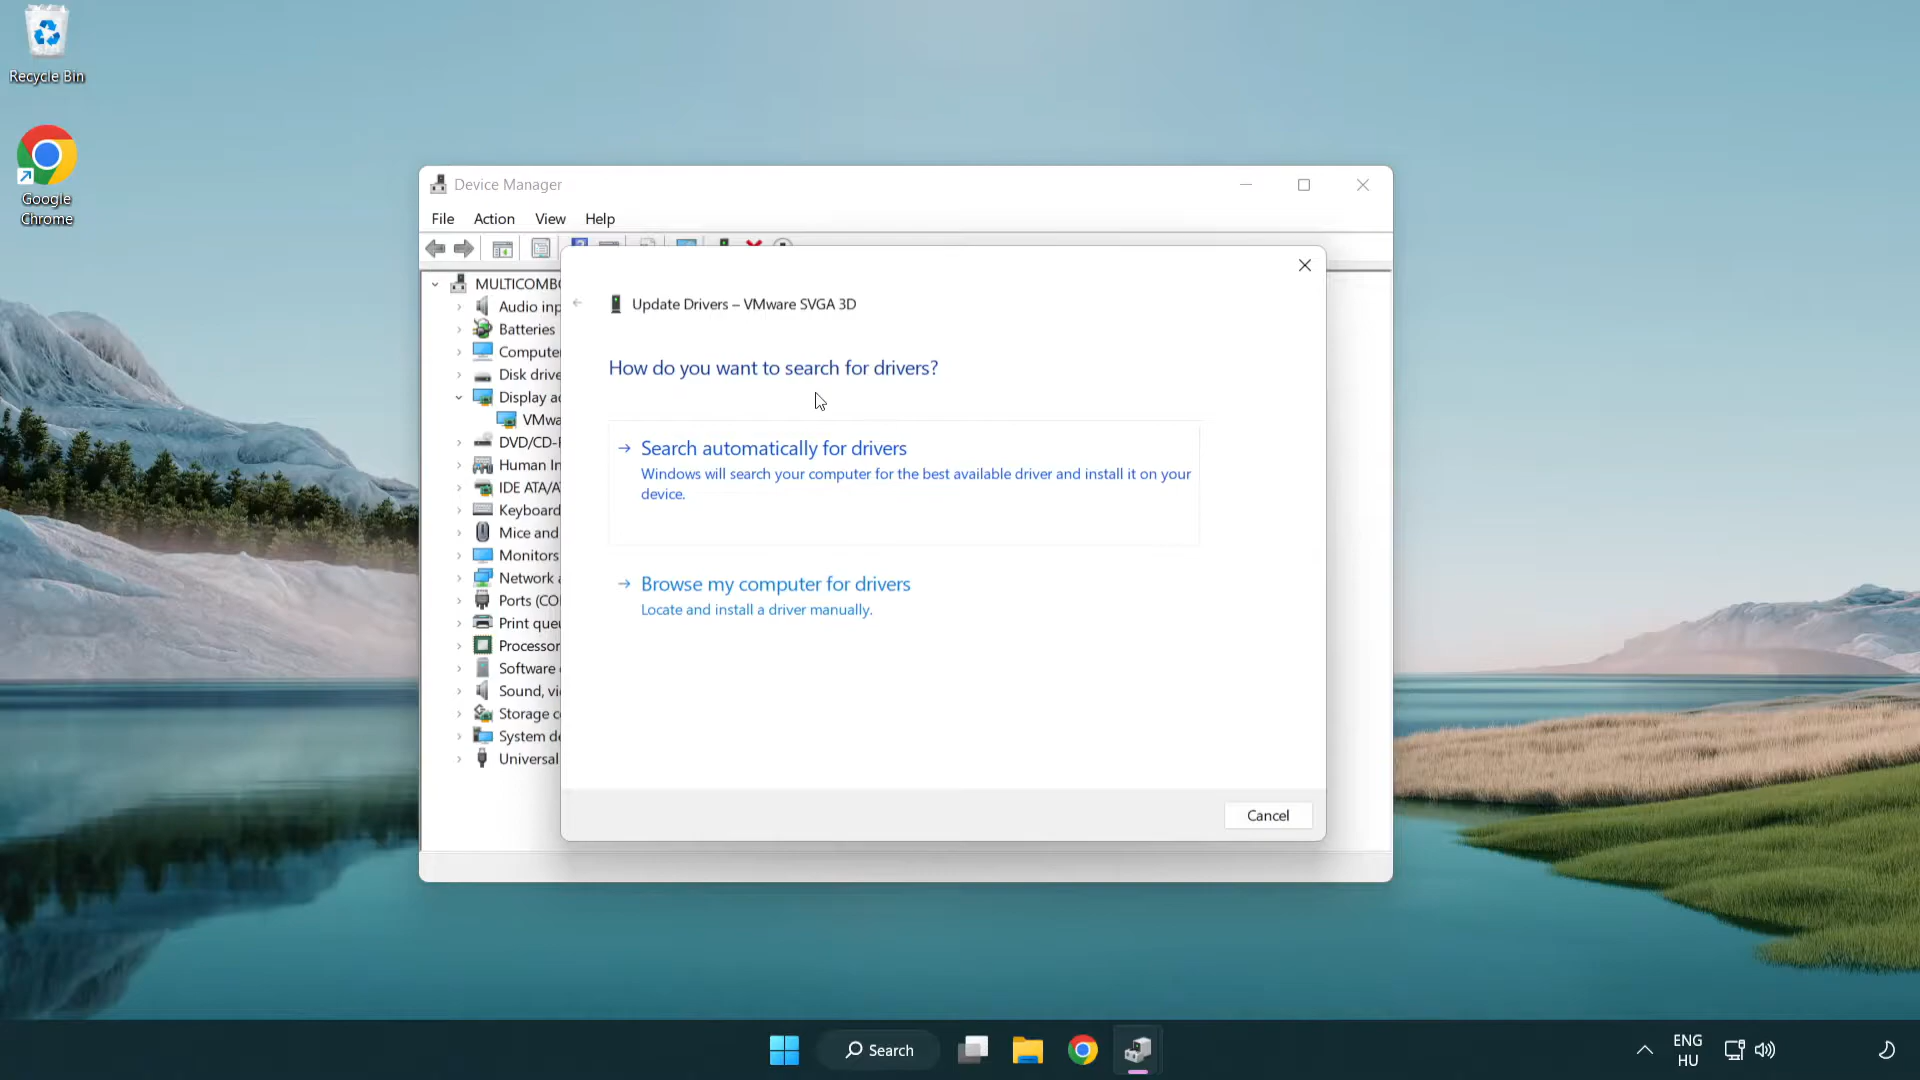 Recycle Bin
Google
Chrome
Device Manager
File Action View Help
MULTICOMB
Audio inp
Batteries
Compute
Disk drive
Display a
VMwa
DVD/CD-
Human In
IDE ATA/A
Keyboard
Mice and
Monitors
Network a
Ports (CO
Print que
Processor
Software
Sound, vi
Storage c
System de
Universal
Update Drivers – VMware SVGA 3D
How do you want to search for drivers?
Search automatically for drivers
Windows will search your computer for the best available driver and install it on your
device.
Browse my computer for drivers
Locate and install a driver manually.
Cancel
Search
ENG
HU